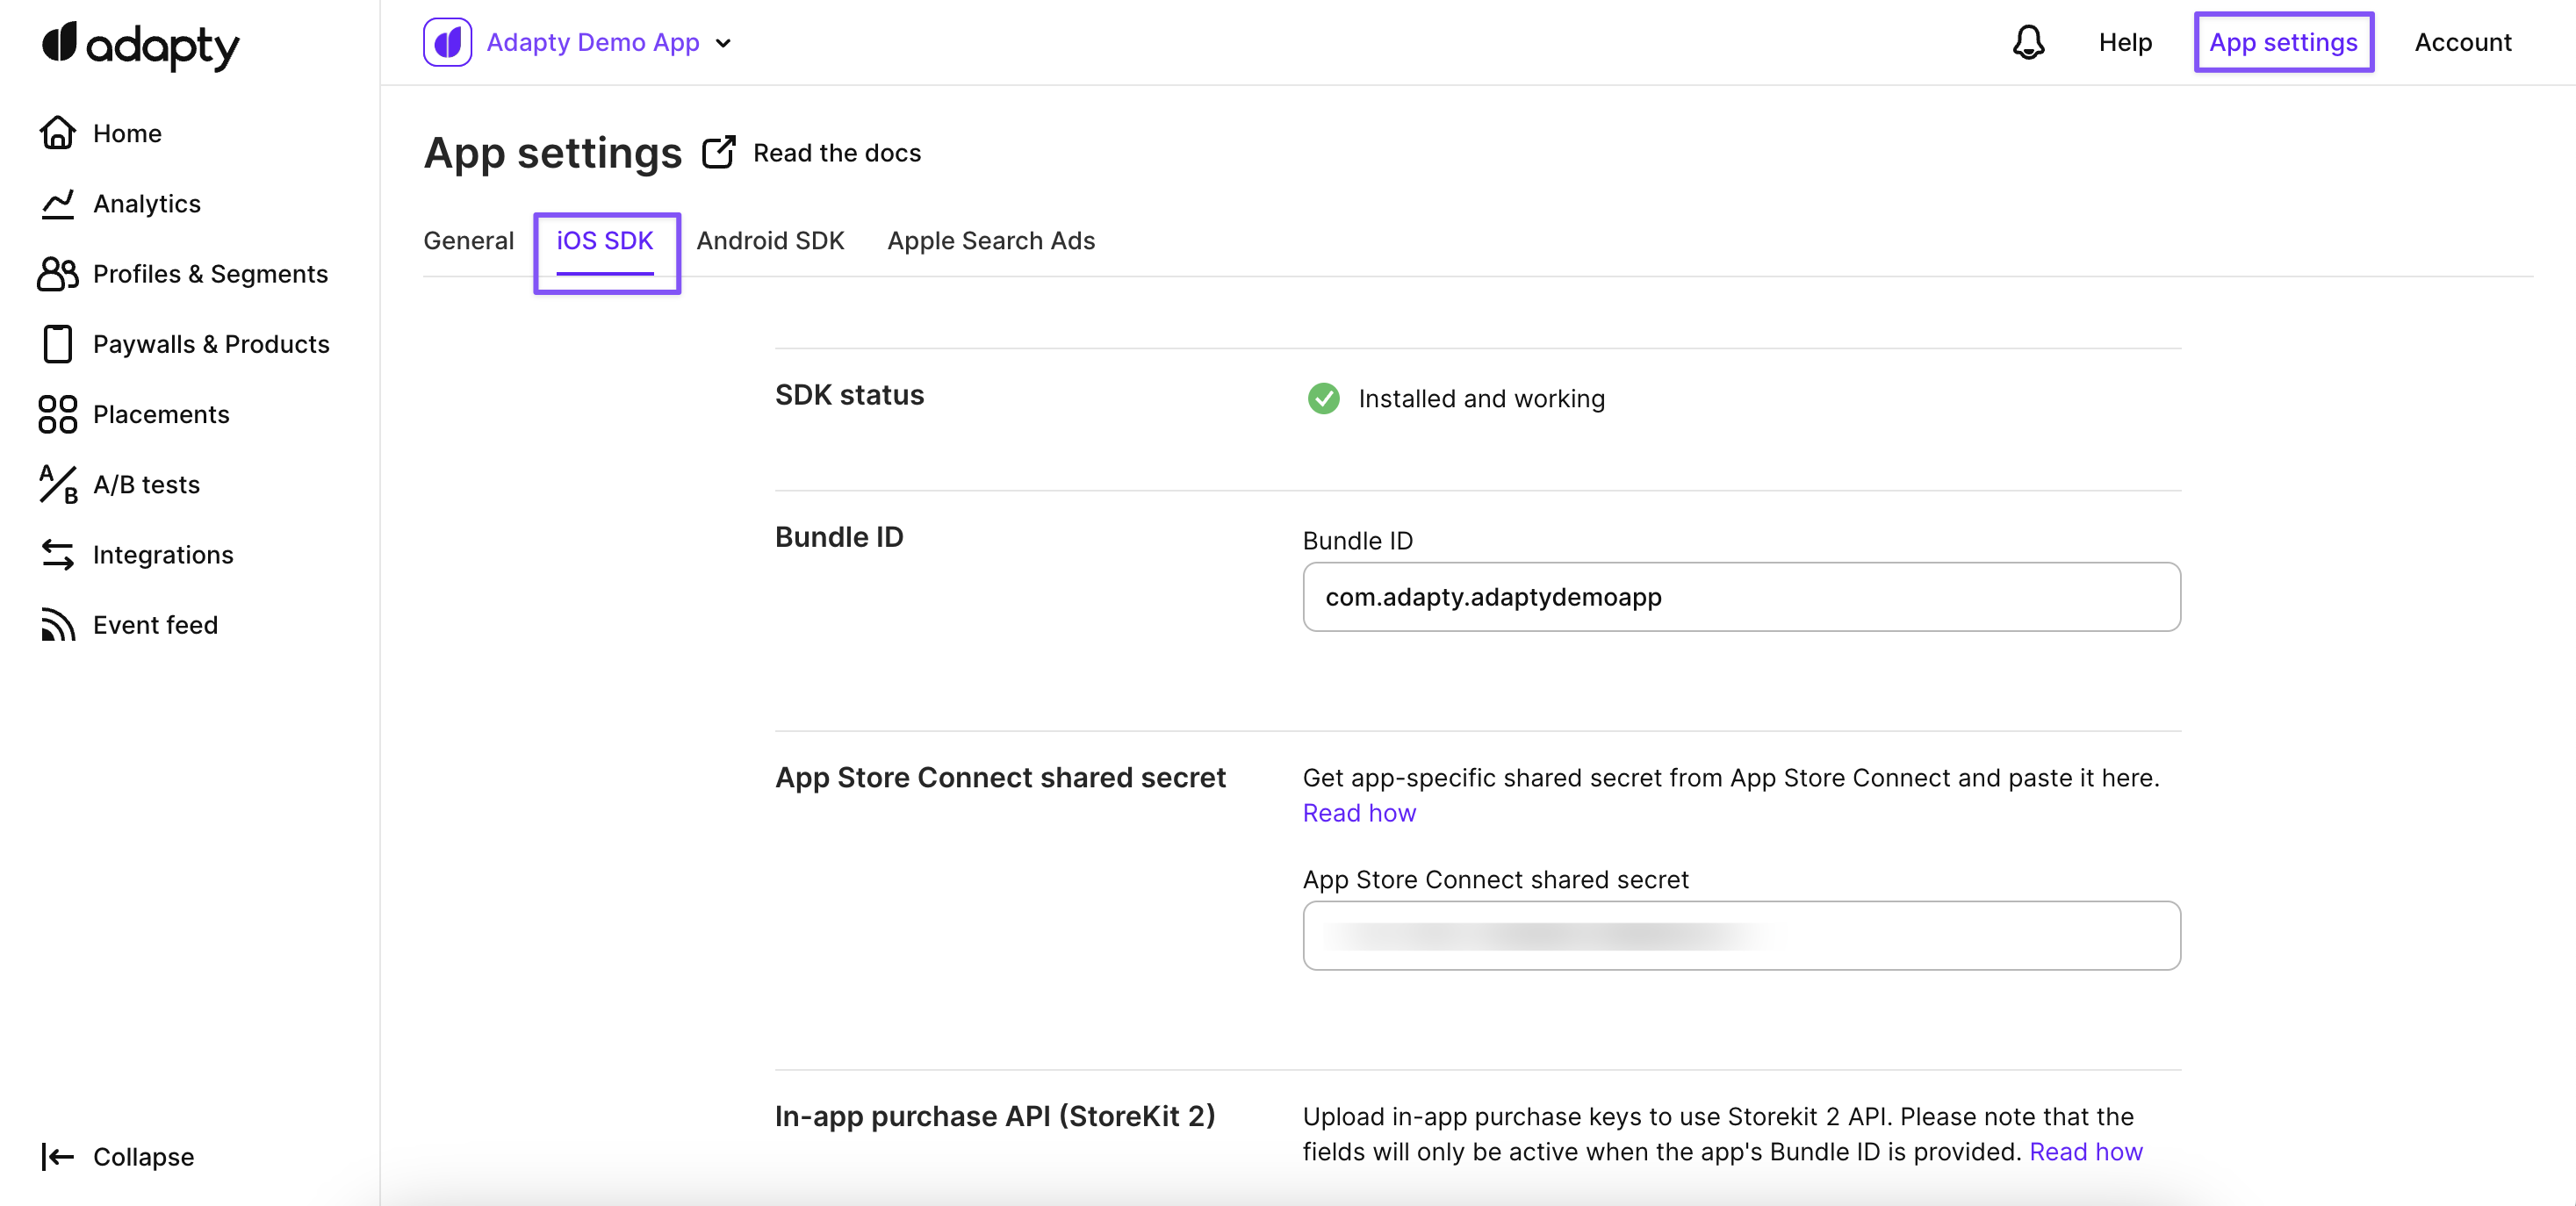 adapty
Adapty Demo App
Help
App settings
Account
Home
Analytics
Profiles & Segments
Paywalls & Products
Placements
A/B tests
Integrations
Event feed
Collapse
App settings
Read the docs
General
iOS SDK
Android SDK
Apple Search Ads
SDK status
Installed and working
Bundle ID
Bundle ID
com.adapty.adaptydemoapp
App Store Connect shared secret
Get app-specific shared secret from App Store Connect and paste it here.
Read how
App Store Connect shared secret
In-app purchase API (StoreKit 2)
Upload in-app purchase keys to use Storekit 2 API. Please note that the
fields will only be active when the app's Bundle ID is provided. Read how